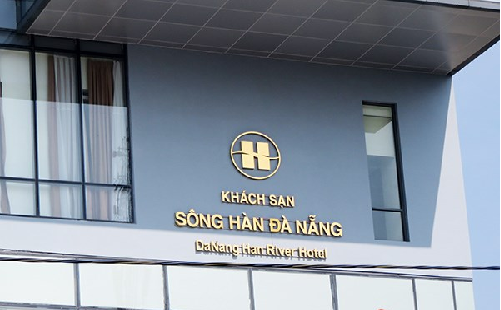 H
KHÁCH SẠN
SÔNG HÀN ĐÀ NẴNG
DaNang Han-River Hotel